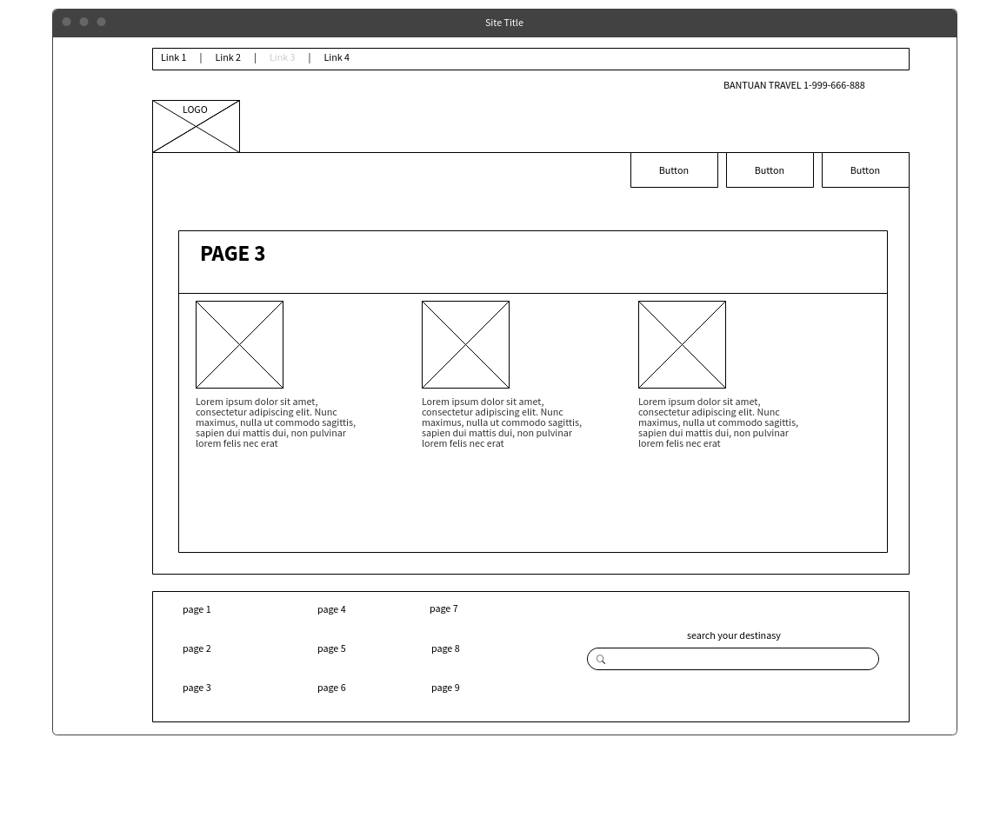 Site Title
Link 1 | Link 2 | Link 3 | Link 4
BANTUAN TRAVEL 1-999-666-888
LOGO
Button Button Button
PAGE 3
Lorem ipsum dolor sit amet,
consectetur adipiscing elit. Nunc
maximus, nulla ut commodo sagittis,
sapien dui mattis dui, non pulvinar
lorem felis nec erat
Lorem ipsum dolor sit amet,
consectetur adipiscing elit. Nunc
maximus, nulla ut commodo sagittis,
sapien dui mattis dui, non pulvinar
lorem felis nec erat
Lorem ipsum dolor sit amet,
consectetur adipiscing elit. Nunc
maximus, nulla ut commodo sagittis,
sapien dui mattis dui, non pulvinar
lorem felis nec erat
page 1 page 4 page 7
page 2 page 5 page 8
page 3 page 6 page 9
search your destinasy